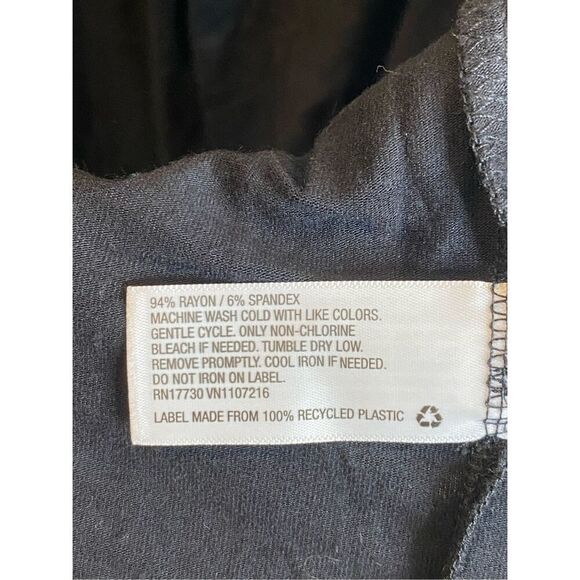 94% RAYON / 6% SPANDEX
MACHINE WASH COLD WITH LIKE COLORS.
GENTLE CYCLE. ONLY NON-CHLORINE
BLEACH IF NEEDED. TUMBLE DRY LOW.
REMOVE PROMPTLY. COOL IRON IF NEEDED.
DO NOT IRON ON LABEL.
RN17730 VN1107216
LABEL MADE FROM 100% RECYCLED PLASTIC